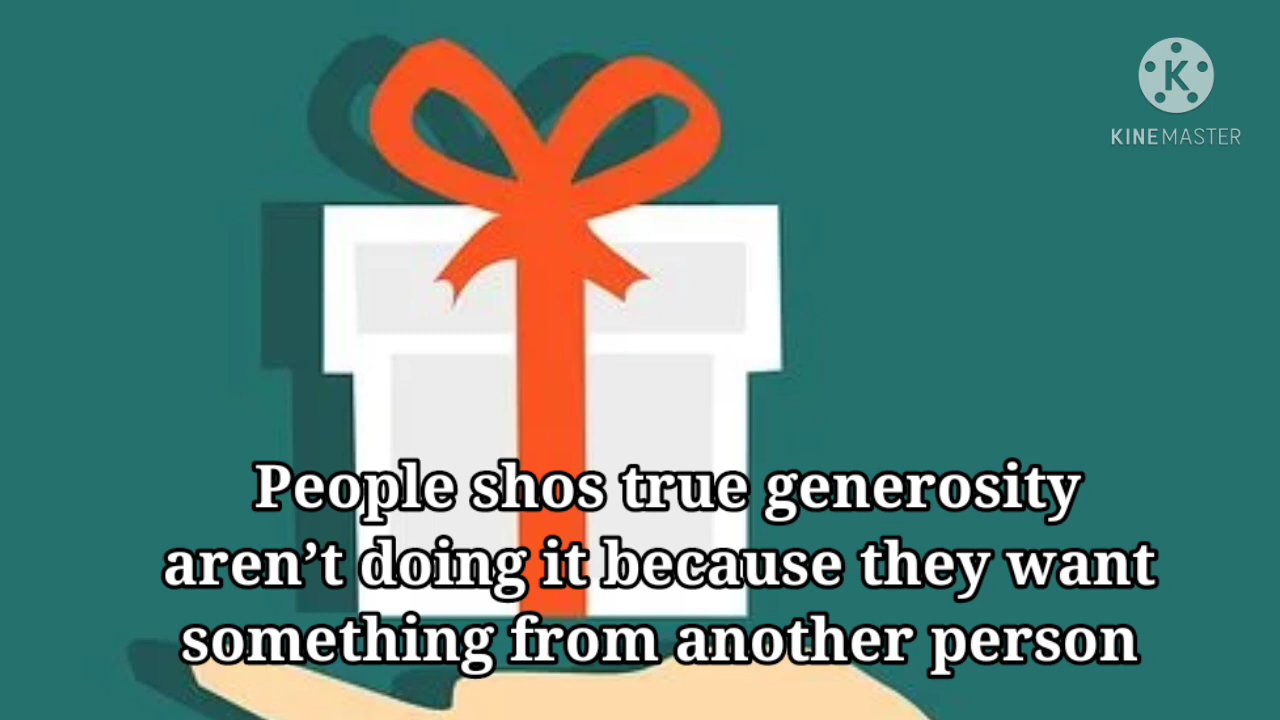 K
KINEMASTER
People shos true generosity
aren’t doing it because they want
something from another person